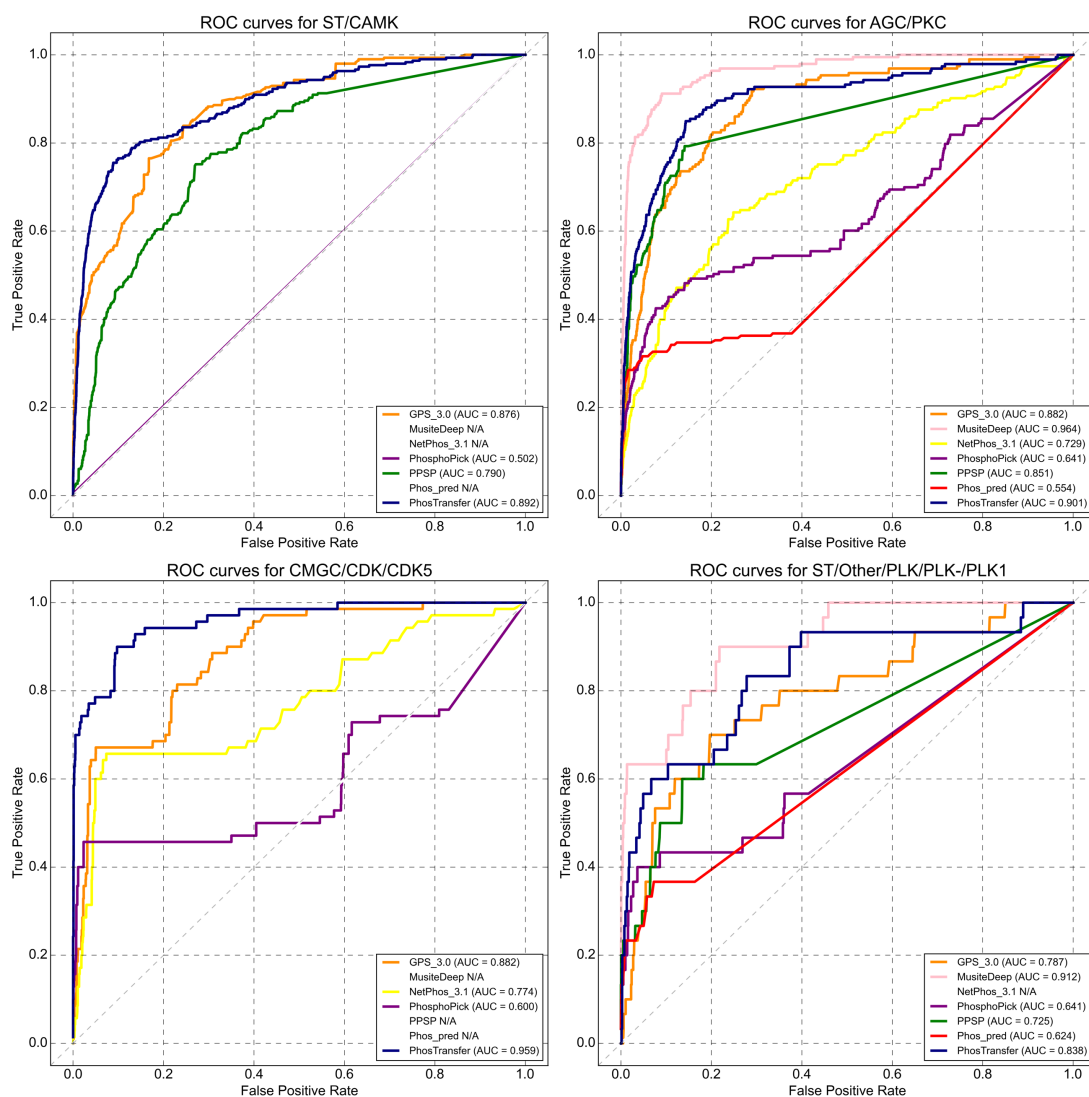 ROC curves for ST/CAMK
True Positive Rate
1.0
0.8
0.6
0.4
0.2
0.0
GPS_3.0 (AUC = 0.876)
MusiteDeep N/A
NetPhos_3.1 N/A
PhosphoPick (AUC = 0.502)
PPSP (AUC = 0.790)
Phos_pred N/A
PhosTransfer (AUC = 0.892)
0.0 0.2 0.4 0.6 0.8 1.0
False Positive Rate
ROC curves for AGC/PKC
True Positive Rate
1.0
0.8
0.6
0.4
0.2
0.0
GPS_3.0 (AUC = 0.882)
MusiteDeep (AUC = 0.964)
NetPhos_3.1 (AUC = 0.729)
PhosphoPick (AUC = 0.641)
PPSP (AUC = 0.851)
Phos_pred (AUC = 0.554)
PhosTransfer (AUC = 0.901)
0.0 0.2 0.4 0.6 0.8 1.0
False Positive Rate
ROC curves for CMGC/CDK/CDK5
True Positive Rate
1.0
0.8
0.6
0.4
0.2
0.0
GPS_3.0 (AUC = 0.882)
MusiteDeep N/A
NetPhos_3.1 (AUC = 0.774)
PhosphoPick (AUC = 0.600)
PPSP N/A
Phos_pred N/A
PhosTransfer (AUC = 0.959)
0.0 0.2 0.4 0.6 0.8 1.0
False Positive Rate
ROC curves for ST/Other/PLK/PLK-/PLK1
True Positive Rate
1.0
0.8
0.6
0.4
0.2
0.0
GPS_3.0 (AUC = 0.787)
MusiteDeep (AUC = 0.912)
NetPhos_3.1 N/A
PhosphoPick (AUC = 0.641)
PPSP (AUC = 0.725)
Phos_pred (AUC = 0.624)
PhosTransfer (AUC = 0.838)
0.0 0.2 0.4 0.6 0.8 1.0
False Positive Rate